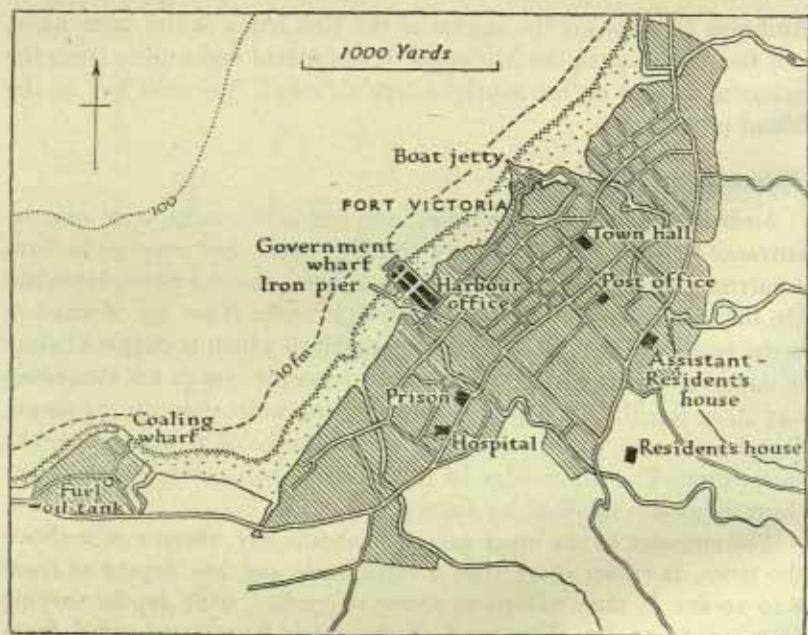 1000 Yards
100
Boat jetty
FORT VICTORIA
Government
wharf
Iron pier
Harbour
office
Town hall
Post office
10 fm
Assistant-
Resident's
house
Prison
Hospital
Resident's house
Coaling
wharf
Fuel
oil tank